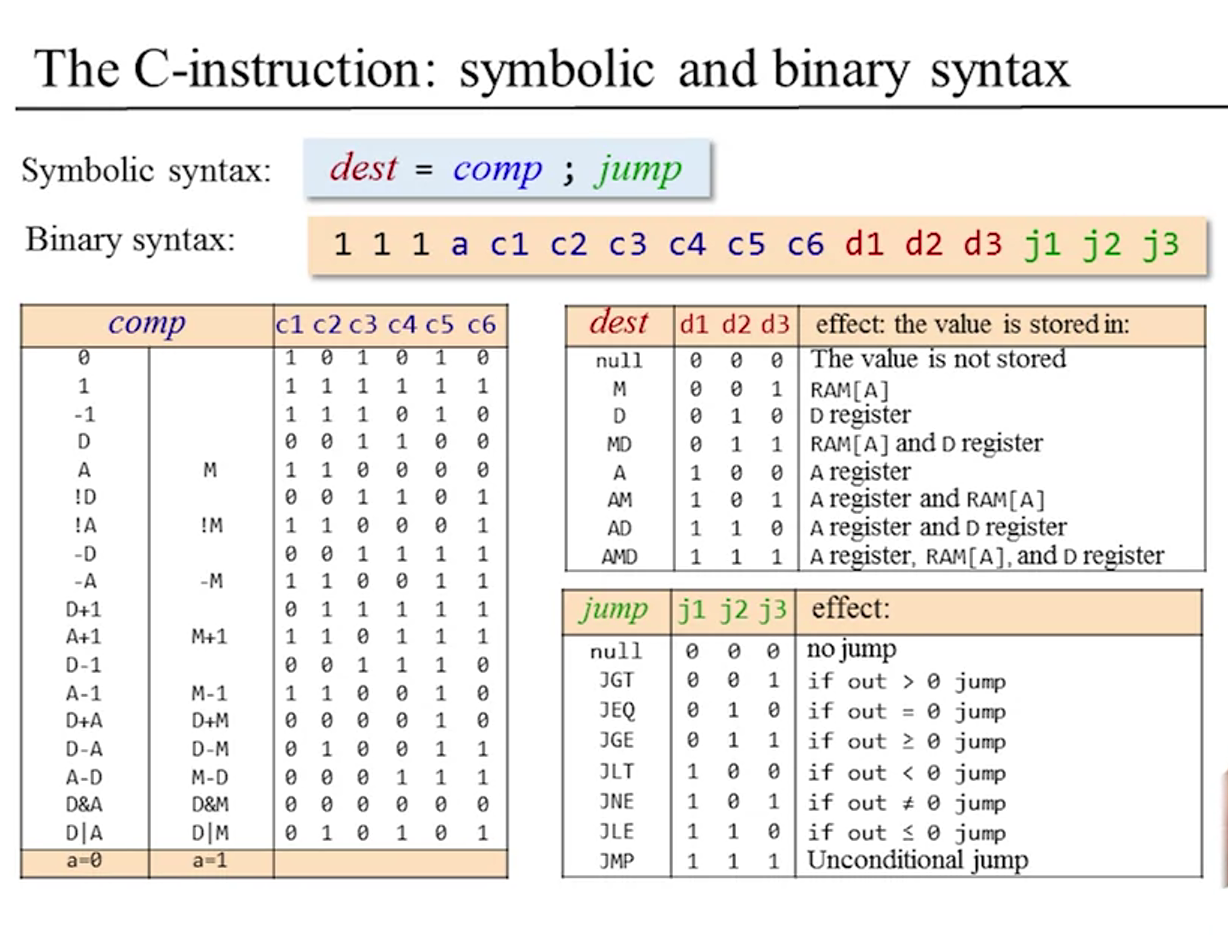 The C-instruction: symbolic and binary syntax
Symbolic syntax: dest = comp ; jump
Binary syntax: 1 1 1 a c1 c2 c3 c4 c5 c6 d1 d2 d3 j1 j2 j3
comp c1 c2 c3 c4 c5 c6
0 1 0 1 0 1 0
1 1 1 1 1 1 1
-1 1 1 1 0 1 0
D 0 0 1 1 0 0
A M 1 1 0 0 0 0
!D 0 0 1 1 0 1
!A !M 1 1 0 0 0 1
-D 0 0 1 1 1 1
-A -M 1 1 0 0 1 1
D+1 0 1 1 1 1 1
A+1 M+1 1 1 0 1 1 1
D-1 0 0 1 1 1 0
A-1 M-1 1 1 0 0 1 0
D+A D+M 0 0 0 0 1 0
D-A D-M 0 1 0 0 1 1
A-D M-D 0 0 0 1 1 1
D&A D&M 0 0 0 0 0 0
D|A D|M 0 1 0 1 0 1
a=0 a=1
dest d1 d2 d3 effect: the value is stored in:
null 0 0 0 The value is not stored
M 0 0 1 RAM[A]
D 0 1 0 D register
MD 0 1 1 RAM[A] and D register
A 1 0 0 A register
AM 1 0 1 A register and RAM[A]
AD 1 1 0 A register and D register
AMD 1 1 1 A register, RAM[A], and D register
jump j1 j2 j3 effect:
null 0 0 0 no jump
JGT 0 0 1 if out > 0 jump
JEQ 0 1 0 if out = 0 jump
JGE 0 1 1 if out ≥ 0 jump
JLT 1 0 0 if out < 0 jump
JNE 1 0 1 if out ≠ 0 jump
JLE 1 1 0 if out ≤ 0 jump
JMP 1 1 1 Unconditional jump